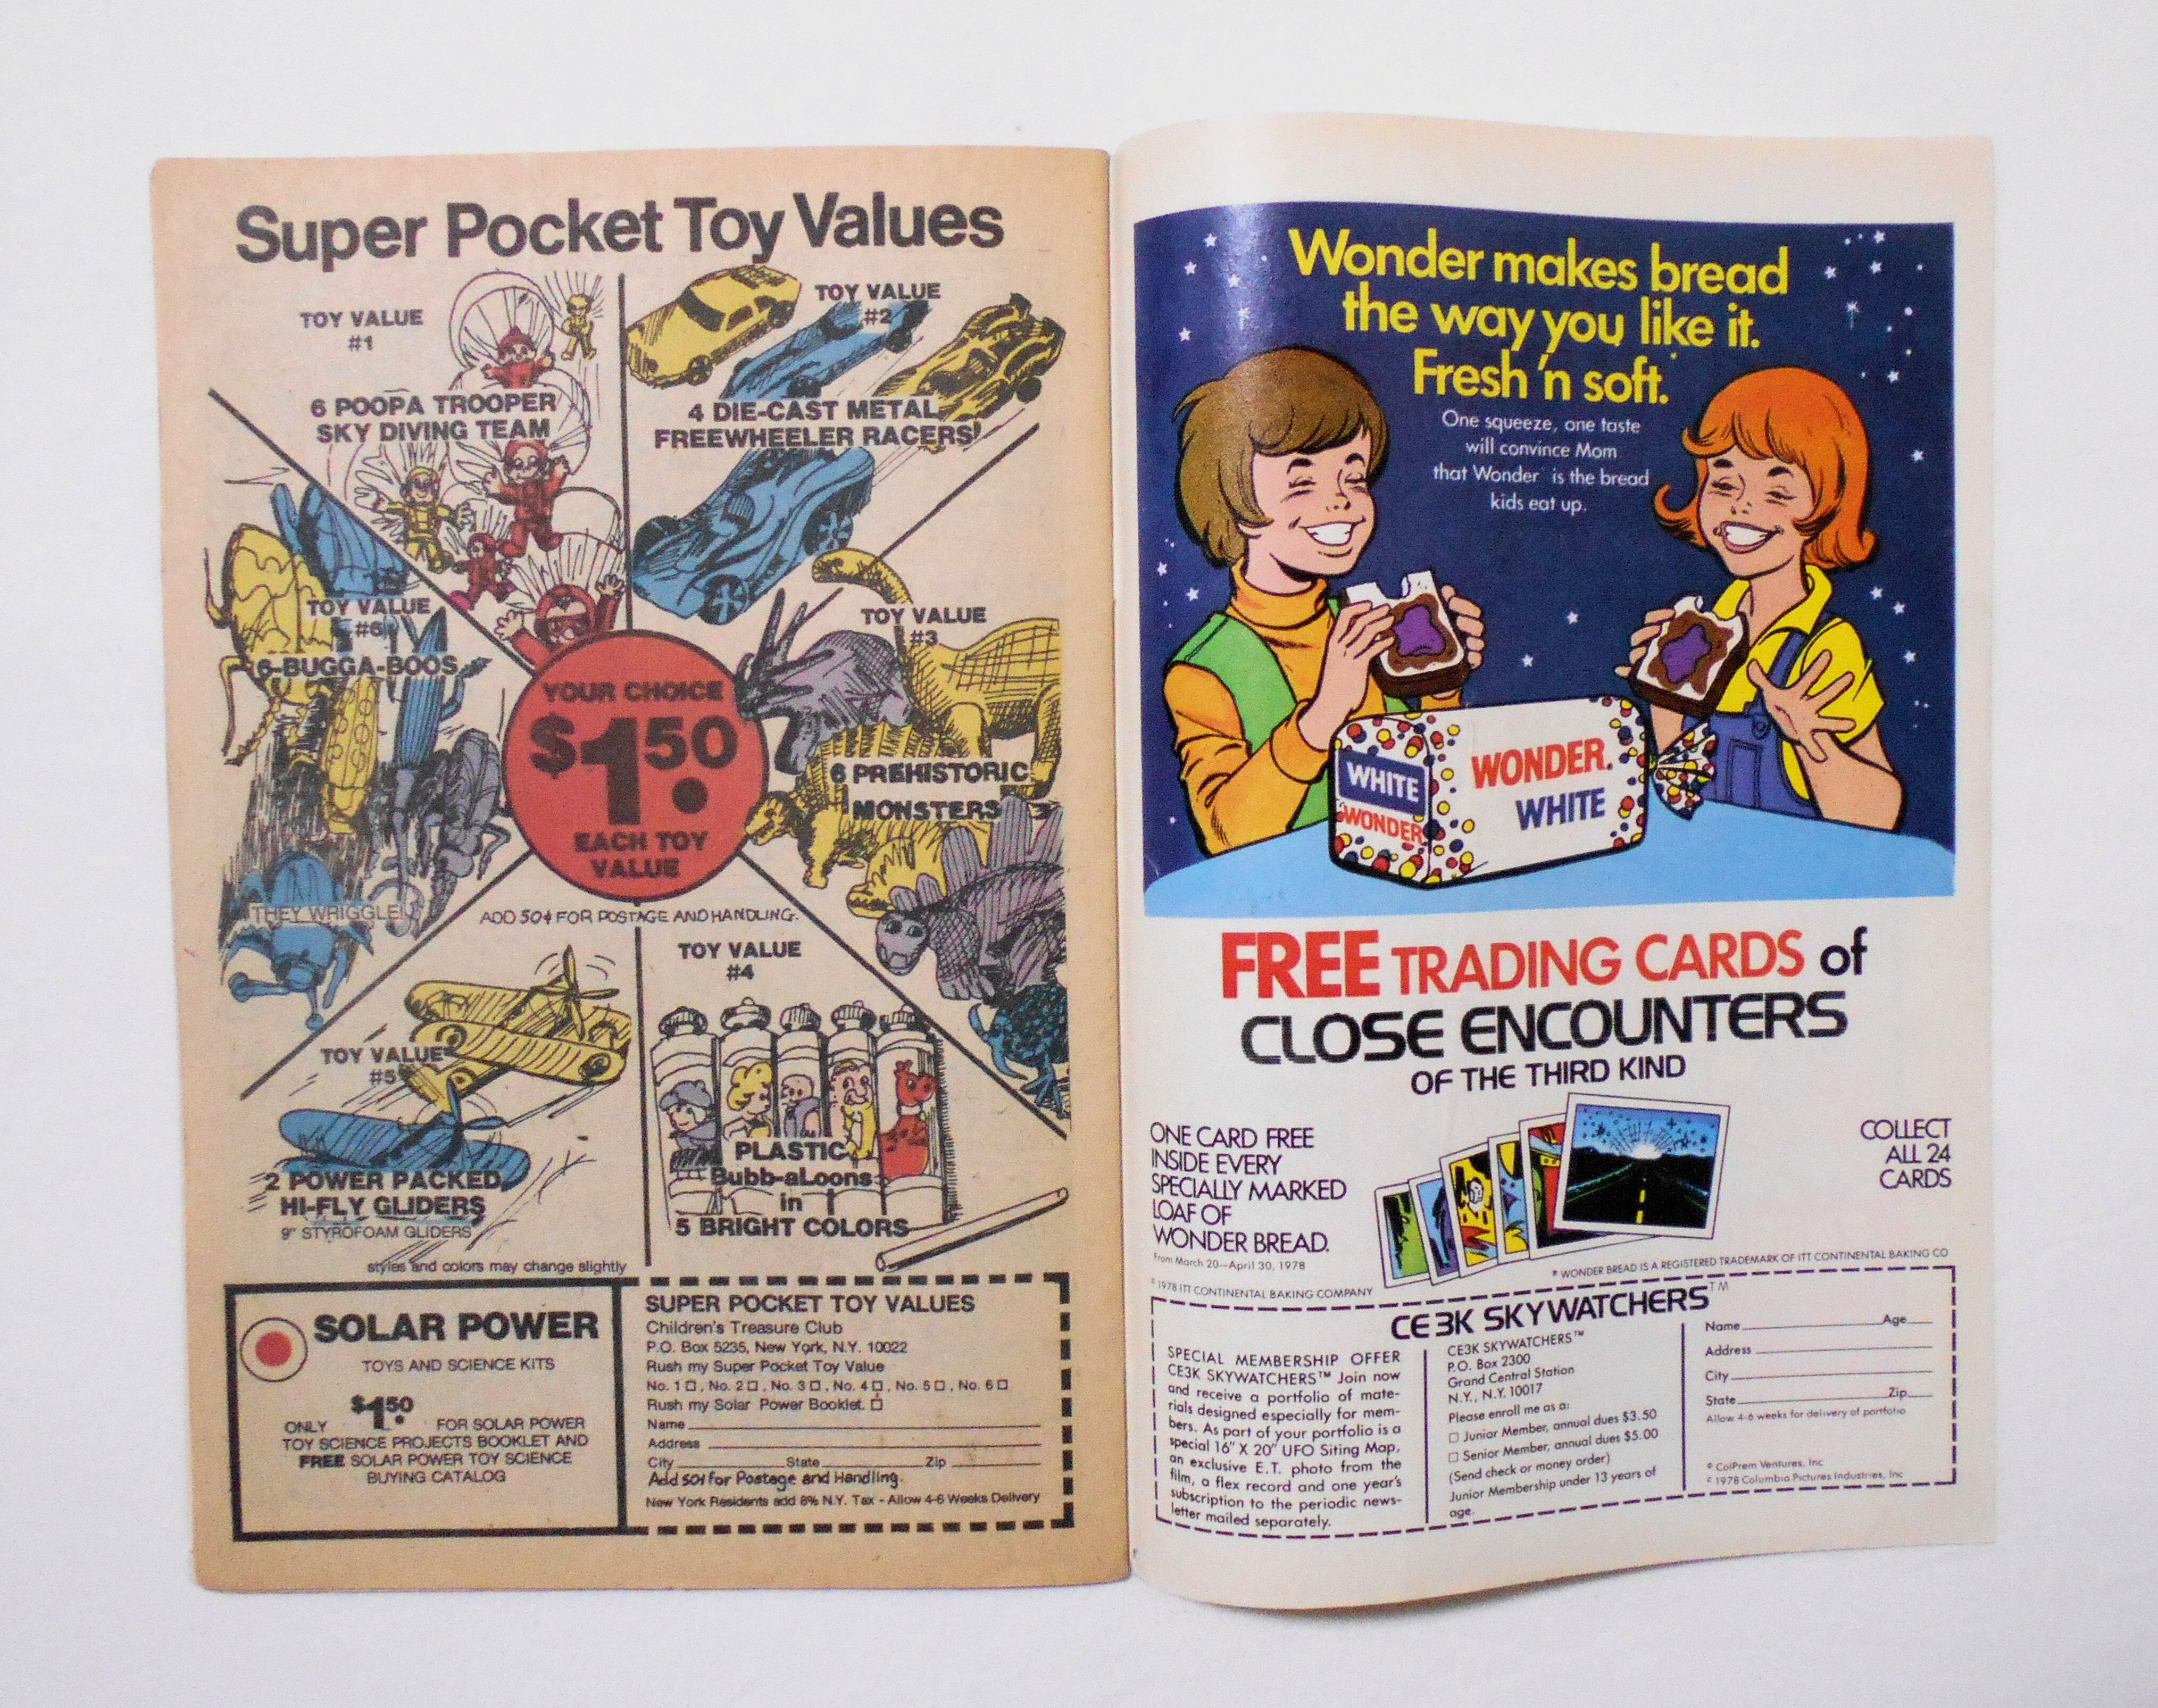 Super Pocket Toy Values
TOY VALUE
#1
6 POOPA TROOPER
SKY DIVING TEAM
TOY VALUE
#2
4 DIE-CAST METAL
FREEWHEELER RACERS!
TOY VALUE
#3
6 PREHISTORIC
MONSTERS
TOY VALUE
#6
6-BUGGA-BOOS
THEY WRIGGLE!
YOUR CHOICE
$1.50
EACH TOY
VALUE
ADD 50¢ FOR POSTAGE AND HANDLING.
TOY VALUE
#4
PLASTIC
Bubb-aLoons
in
5 BRIGHT COLORS
TOY VALUE
#5
2 POWER PACKED
HI-FLY GLIDERS
9" STYROFOAM GLIDERS
styles and colors may change slightly
SOLAR POWER
TOYS AND SCIENCE KITS
ONLY $1.50 FOR SOLAR POWER
TOY SCIENCE PROJECTS BOOKLET AND
FREE SOLAR POWER TOY SCIENCE
BUYING CATALOG
SUPER POCKET TOY VALUES
Children's Treasure Club
P.O. Box 5235, New York, N.Y. 10022
Rush my Super Pocket Toy Value
No. 1 □, No. 2 □, No. 3 □, No. 4 □, No. 5 □, No. 6 □
Rush my Solar Power Booklet. □
Name
Address
City State Zip
Add 50¢ for Postage and Handling.
New York Residents add 8% N.Y. Tax - Allow 4-6 Weeks Delivery
Wonder makes bread
the way you like it.
Fresh 'n soft.
One squeeze, one taste
will convince Mom
that Wonder is the bread
kids eat up.
WHITE
WONDER
WONDER.
WHITE
FREE TRADING CARDS of
CLOSE ENCOUNTERS
OF THE THIRD KIND
ONE CARD FREE
INSIDE EVERY
SPECIALLY MARKED
LOAF OF
WONDER BREAD.
From March 20—April 30, 1978
© 1978 ITT CONTINENTAL BAKING COMPANY
COLLECT
ALL 24
CARDS
* WONDER BREAD IS A REGISTERED TRADEMARK OF ITT CONTINENTAL BAKING CO
CE3K SKYWATCHERS™
SPECIAL MEMBERSHIP OFFER
CE3K SKYWATCHERS™ Join now
and receive a portfolio of mate-
rials designed especially for mem-
bers. As part of your portfolio is a
special 16" X 20" UFO Siting Map,
an exclusive E.T. photo from the
film, a flex record and one year's
subscription to the periodic news-
letter mailed separately.
CE3K SKYWATCHERS™
P.O. Box 2300
Grand Central Station
N.Y., N.Y. 10017
Please enroll me as a:
□ Junior Member, annual dues $3.50
□ Senior Member, annual dues $5.00
(Send check or money order)
Junior Membership under 13 years of
age.
Name Age
Address
City
State Zip
Allow 4-6 weeks for delivery of portfolio
© ColPrem Ventures, Inc
© 1978 Columbia Pictures Industries, Inc